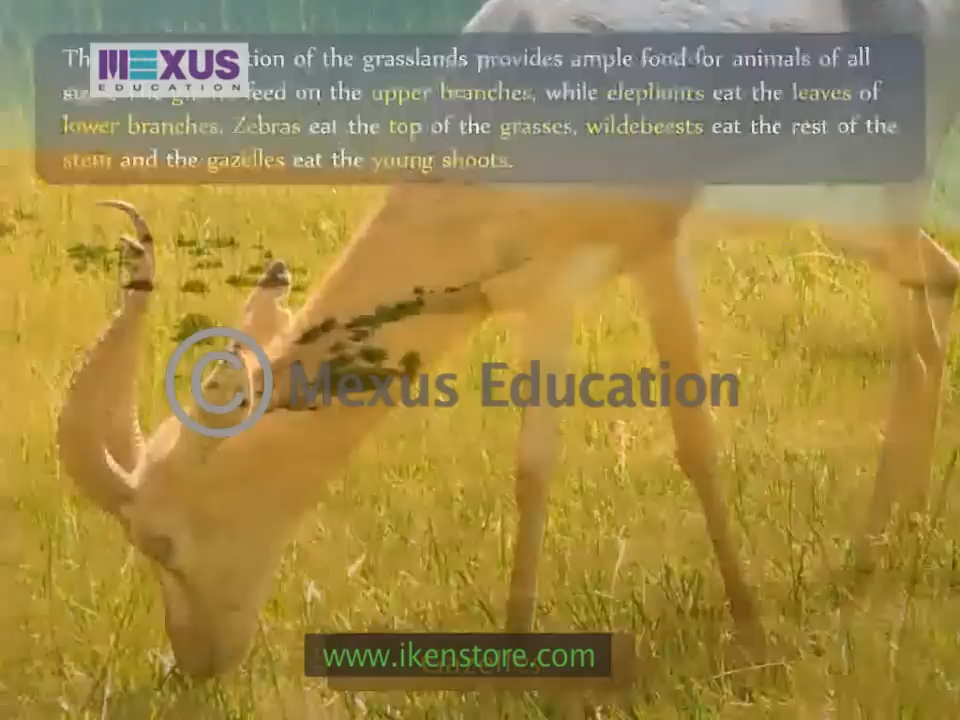 MEXUS
EDUCATION
tion of the grasslands provides ample food for animals of all
feed on the upper branches, while elephants eat the leaves of
lower branches. Zebras eat the top of the grasses, wildebeests eat the rest of the
stem and the gazelles eat the young shoots.
© Mexus Education
www.ikenstore.com